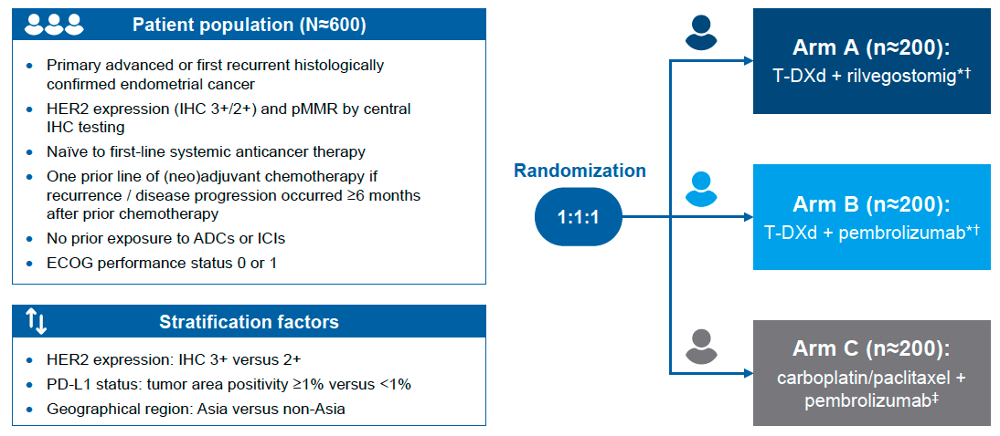 Patient population (N≈600)
• Primary advanced or first recurrent histologically
confirmed endometrial cancer
• HER2 expression (IHC 3+/2+) and pMMR by central
IHC testing
• Naïve to first-line systemic anticancer therapy
• One prior line of (neo)adjuvant chemotherapy if
recurrence / disease progression occurred ≥6 months
after prior chemotherapy
• No prior exposure to ADCs or ICIs
• ECOG performance status 0 or 1
Stratification factors
• HER2 expression: IHC 3+ versus 2+
• PD-L1 status: tumor area positivity ≥1% versus <1%
• Geographical region: Asia versus non-Asia
Randomization
1:1:1
Arm A (n≈200):
T-DXd + rilvegostomig*†
Arm B (n≈200):
T-DXd + pembrolizumab*†
Arm C (n≈200):
carboplatin/paclitaxel +
pembrolizumab‡